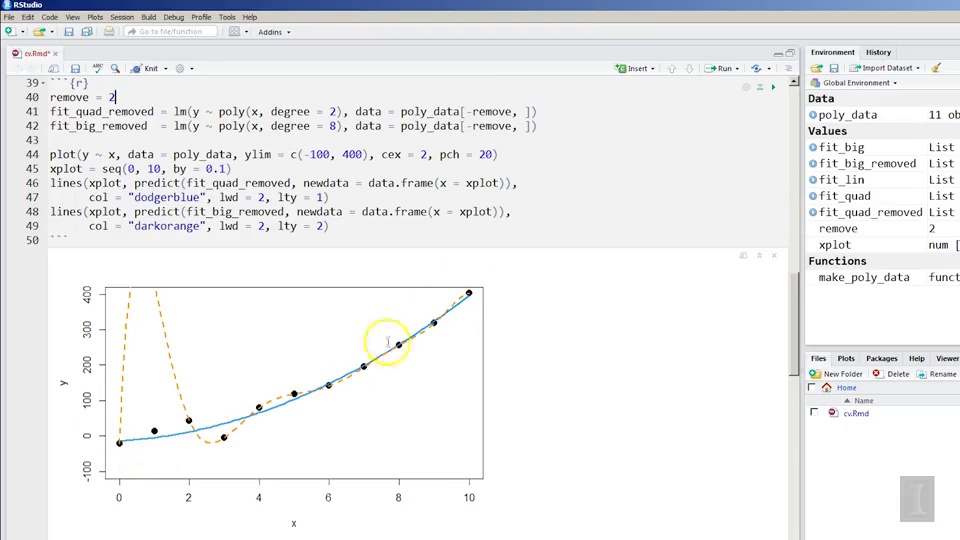 RStudio
File Edit Code View Plots Session Build Debug Profile Tools Help
Go to file/function Addins
cv.Rmd*
Knit Insert Run
39 ```{r}
40 remove = 2
41 fit_quad_removed = lm(y ~ poly(x, degree = 2), data = poly_data[-remove, ])
42 fit_big_removed  = lm(y ~ poly(x, degree = 8), data = poly_data[-remove, ])
43
44 plot(y ~ x, data = poly_data, ylim = c(-100, 400), cex = 2, pch = 20)
45 xplot = seq(0, 10, by = 0.1)
46 lines(xplot, predict(fit_quad_removed, newdata = data.frame(x = xplot)),
47 col = "dodgerblue", lwd = 2, lty = 1)
48 lines(xplot, predict(fit_big_removed, newdata = data.frame(x = xplot)),
49 col = "darkorange", lwd = 2, lty = 2)
50 ```
400
300
200
100
0
-100
y
0 2 4 6 8 10
x
Environment History
Import Dataset
Global Environment
Data
poly_data 11 ob
Values
fit_big List
fit_big_removed List
fit_lin List
fit_quad List
fit_quad_removed List
remove 2
xplot num [
Functions
make_poly_data funct
Files Plots Packages Help Viewer
New Folder Delete Rename
Home
Name
cv.Rmd
I